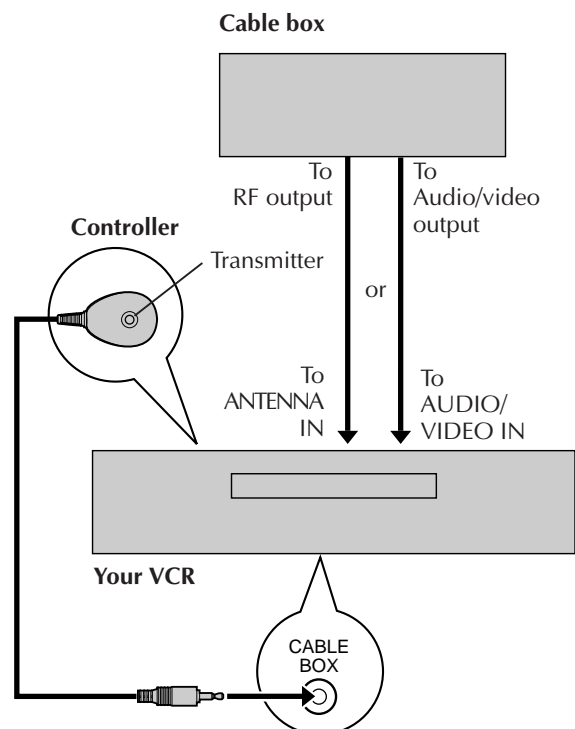 Cable box
To
RF output
To
Audio/video
output
Controller
Transmitter
or
To
ANTENNA
IN
To
AUDIO/
VIDEO IN
Your VCR
CABLE
BOX